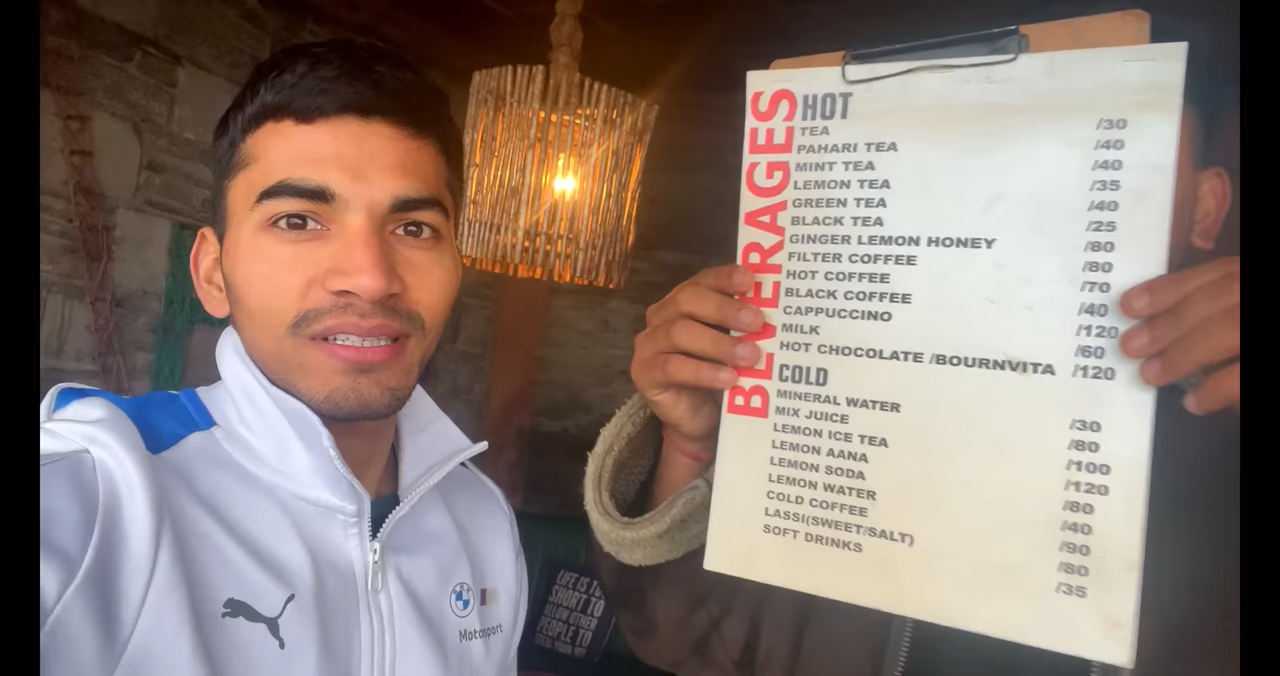 BEVERAGES
HOT
TEA /30
PAHARI TEA /40
MINT TEA /40
LEMON TEA /35
GREEN TEA /40
BLACK TEA /25
GINGER LEMON HONEY /80
FILTER COFFEE /80
HOT COFFEE /70
BLACK COFFEE /40
CAPPUCCINO /120
MILK /60
HOT CHOCOLATE /BOURNVITA /120
COLD
MINERAL WATER /30
MIX JUICE /80
LEMON ICE TEA /100
LEMON AANA /120
LEMON SODA /80
LEMON WATER /40
COLD COFFEE /90
LASSI(SWEET/SALT) /80
SOFT DRINKS /35
BMW
Motorsport
LIFE IS
SHORT TO
ALLOW OTHER
PEOPLE TO
YOUR